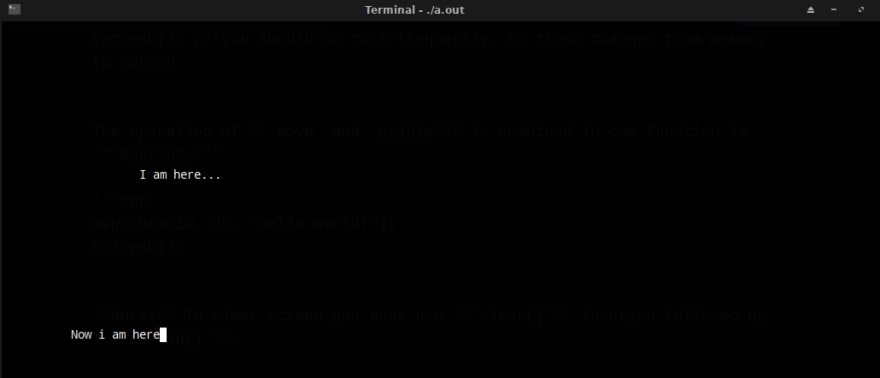 Terminal - ./a.out
refresh(); // you should do this frequently, to flush changes from memory
to screen
The operation of ** move and printw ** is combined in one function is
** mvprintw **
I am here...
cpp
mvprintw(10, 20, "Hello World!");
refresh();
**Note:** To clear screen you must use ** clear() ** function followed by
Now i am here